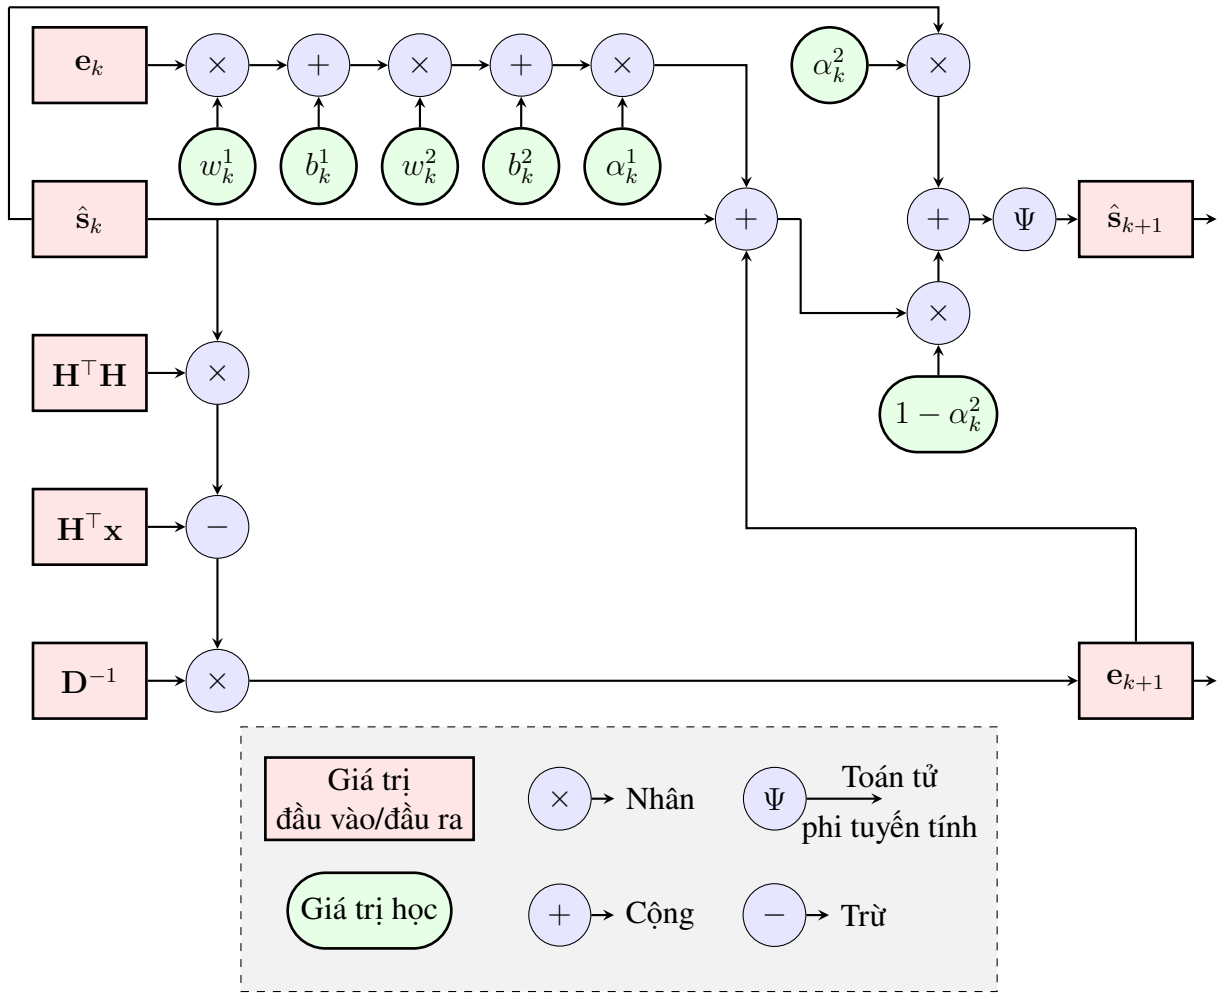 e_k × + × + × α_k^2 ×
w_k^1 b_k^1 w_k^2 b_k^2 α_k^1
ŝ_k + + Ψ ŝ_{k+1}
×
H^⊤H ×
1 − α_k^2
H^⊤x −
D^{−1} × e_{k+1}
Giá trị
đầu vào/đầu ra
× Nhân
Ψ Toán tử
phi tuyến tính
Giá trị học
+ Cộng
− Trừ